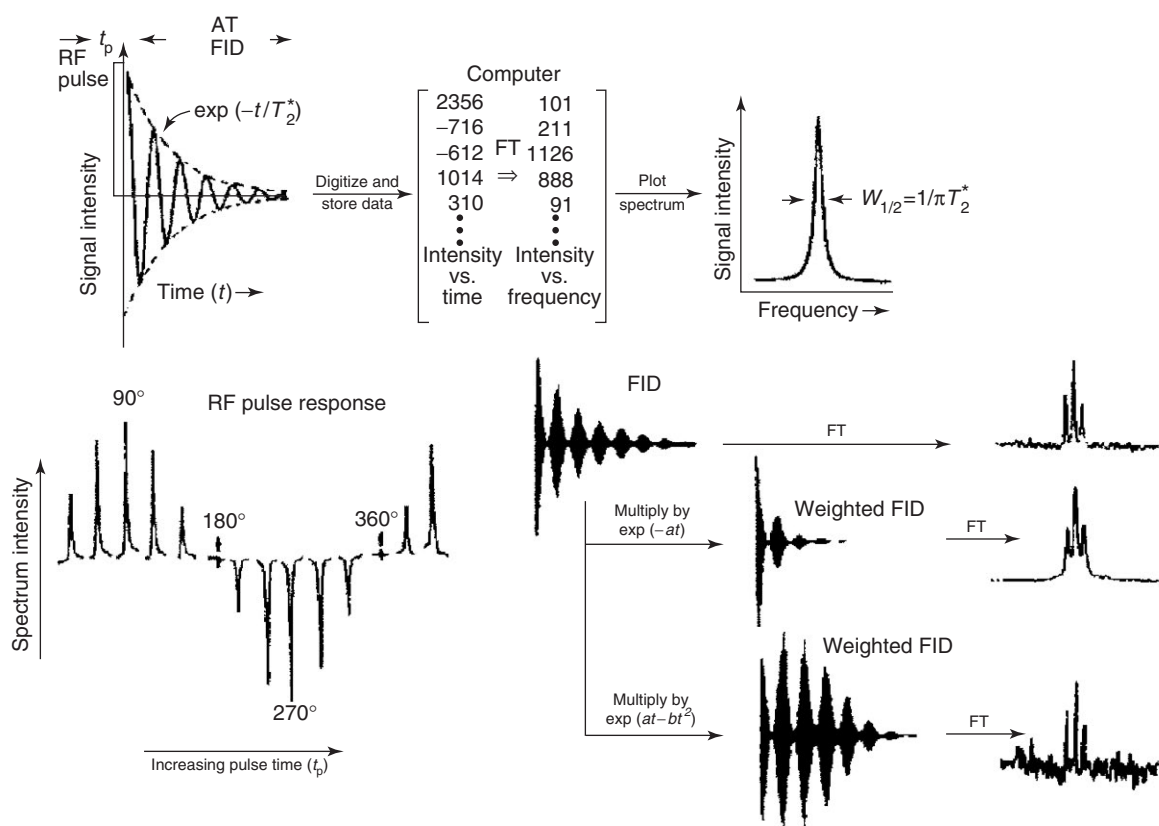 AT
FID
t_p
RF
pulse
exp (−t/T₂*)
Signal intensity
Time (t)
Digitize and
store data
Computer
2356 101
−716 211
−612 FT 1126
1014 ⇒ 888
310 91
Intensity Intensity
vs. vs.
time frequency
Plot
spectrum
Signal intensity
W₁/₂=1/πT₂*
Frequency
90°
RF pulse response
180°
360°
270°
Spectrum intensity
Increasing pulse time (t_p)
FID
FT
Multiply by
exp (−at)
Weighted FID
FT
Weighted FID
Multiply by
exp (at−bt²)
FT